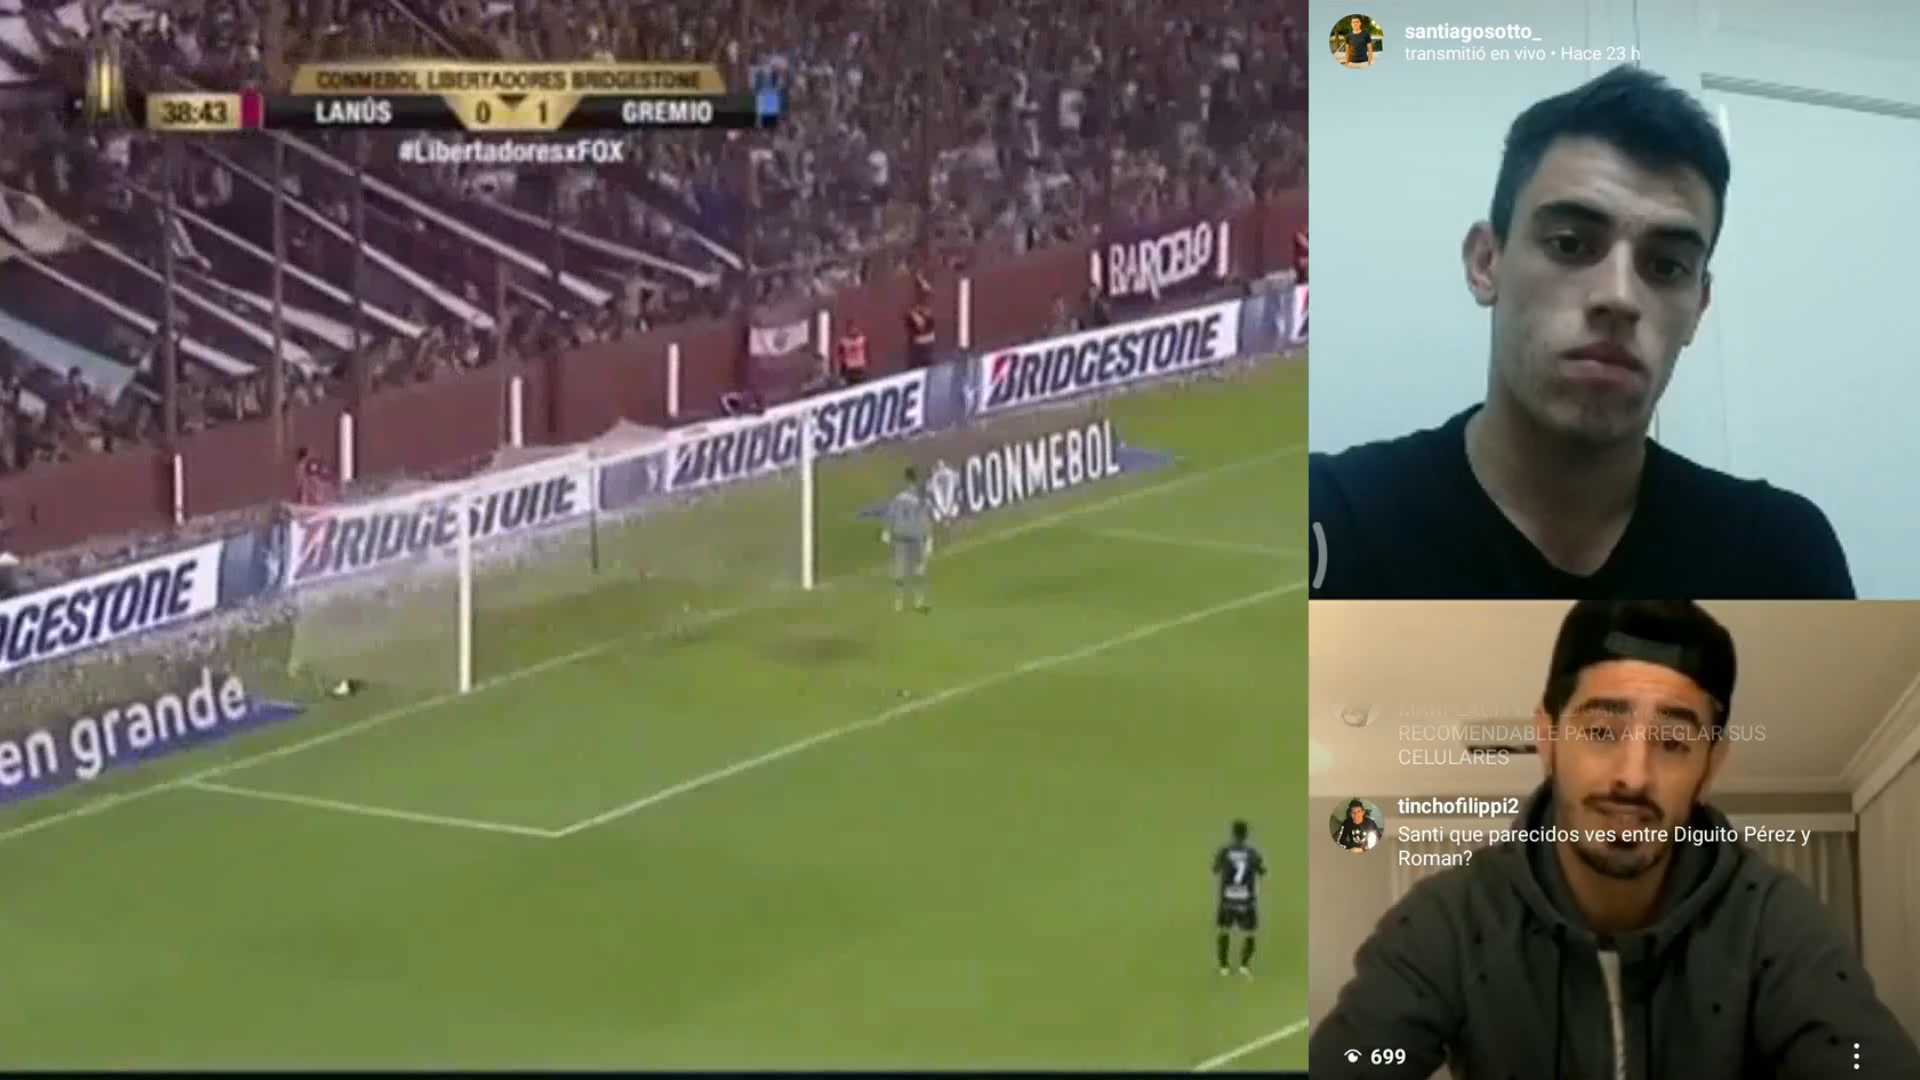 CONMEBOL LIBERTADORES BRIDGESTONE
38:43 LANÚS 0 1 GREMIO
#LibertadoresxFOX
BARCELO
BRIDGESTONE
BRIDGESTONE
BRIDGESTONE
CONMEBOL
DGESTONE
en grande
7
santiagosotto_
transmitió en vivo • Hace 23 h
RECOMENDABLE PARA ARREGLAR SUS
CELULARES
tinchofilippi2
Santi que parecidos ves entre Diguito Pérez y
Roman?
699